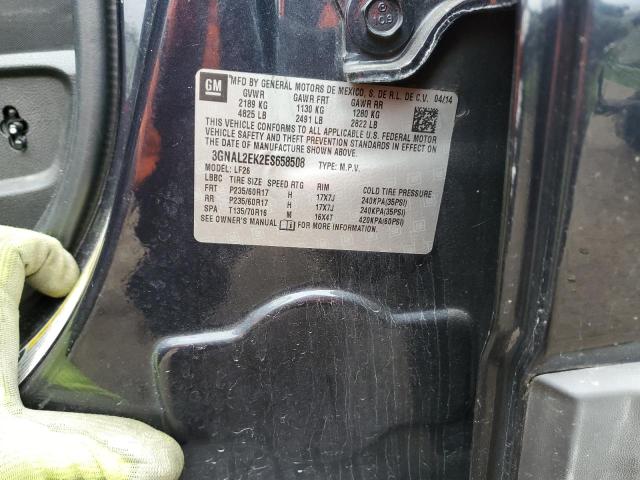 109
GM
MFD BY GENERAL MOTORS DE MEXICO, S. DE R.L. DE C.V. 04/14
GVWR GAWR FRT GAWR RR
2189 KG 1130 KG 1280 KG
4825 LB 2491 LB 2822 LB
THIS VEHICLE CONFORMS TO ALL APPLICABLE U.S. FEDERAL MOTOR
VEHICLE SAFETY, BUMPER, AND THEFT PREVENTION STANDARDS IN
EFFECT ON THE DATE OF MANUFACTURE SHOWN ABOVE.
3GNAL2EK2ES658508 TYPE: M.P.V.
MODEL: LF26
LBBC TIRE SIZE SPEED RTG RIM COLD TIRE PRESSURE
FRT P235/60R17 H 17X7J 240KPA(35PSI)
RR P235/60R17 H 17X7J 240KPA(35PSI)
SPA T135/70R16 M 16X4T 420KPA(60PSI)
SEE OWNER'S MANUAL FOR MORE INFORMATION.